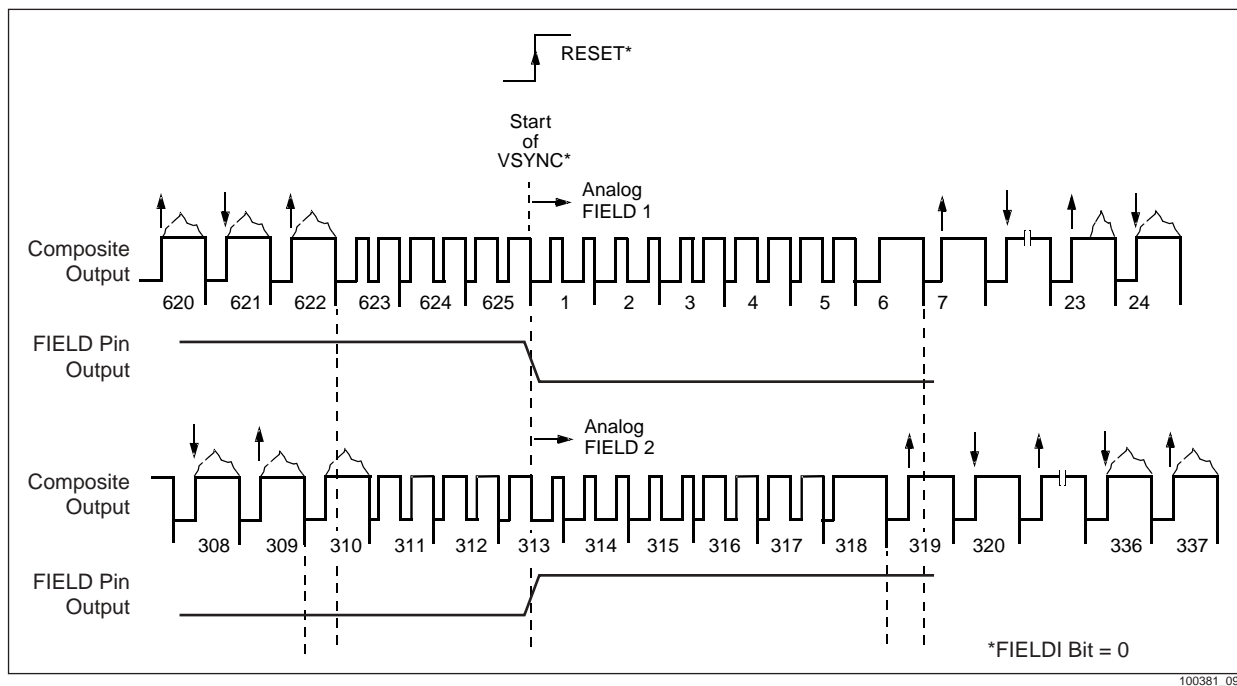 RESET*
Start
of
VSYNC*
Analog
FIELD 1
Composite
Output
620 621 622 623 624 625 1 2 3 4 5 6 7 23 24
FIELD Pin
Output
Analog
FIELD 2
Composite
Output
308 309 310 311 312 313 314 315 316 317 318 319 320 336 337
FIELD Pin
Output
*FIELDI Bit = 0
100381_09